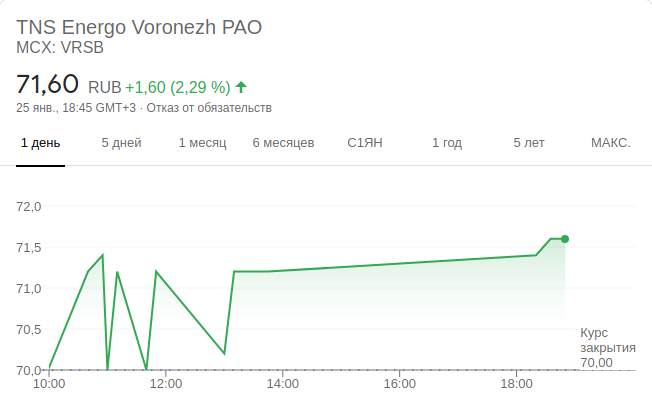 TNS Energo Voronezh PAO
MCX: VRSB
71,60 RUB +1,60 (2,29 %)
25 янв., 18:45 GMT+3 · Отказ от обязательств
1 день 5 дней 1 месяц 6 месяцев С1ЯН 1 год 5 лет МАКС.
72,0
71,5
71,0
70,5
Курс
закрытия
70,00
70,0
10:00 12:00 14:00 16:00 18:00